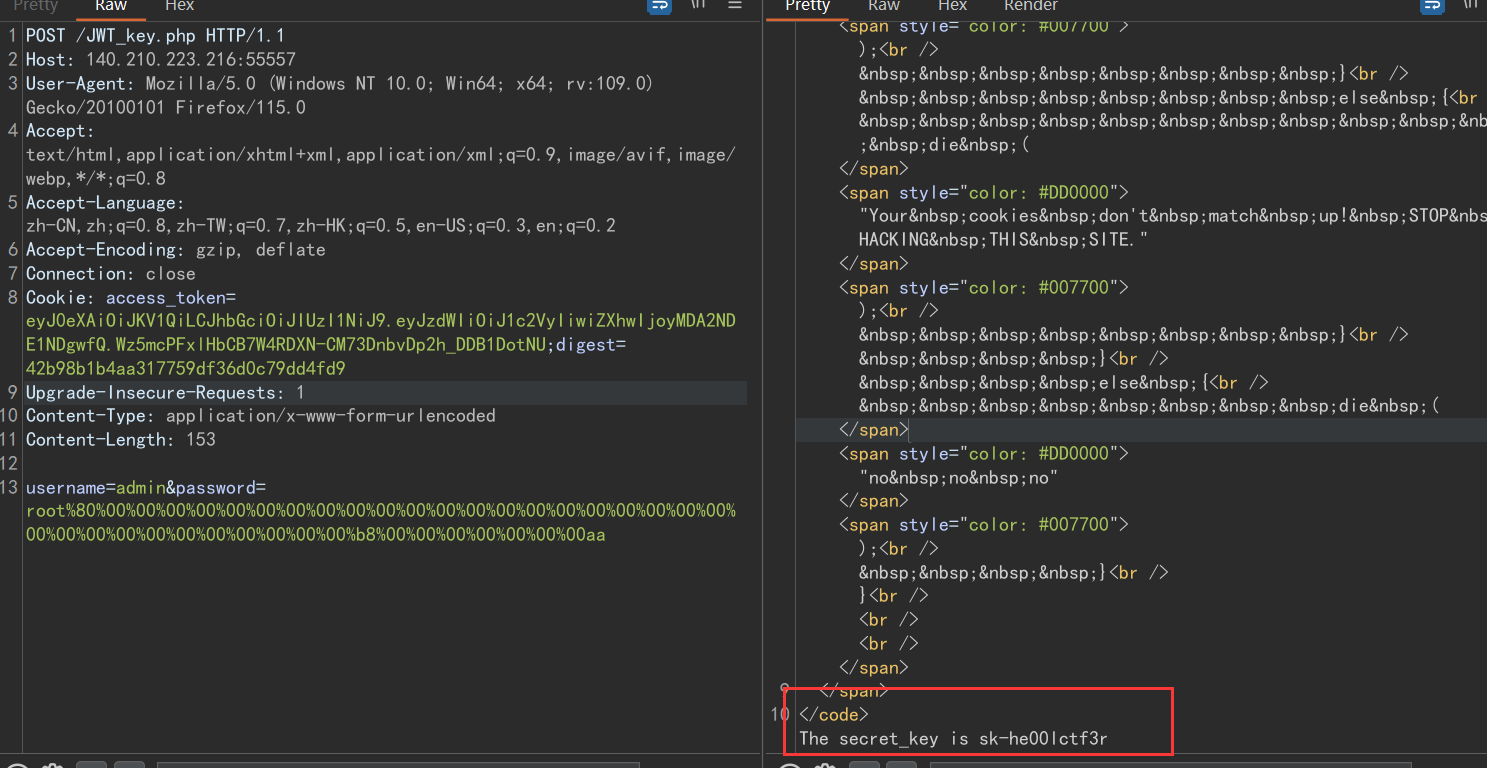 Pretty Raw Hex
1 POST /JWT_key.php HTTP/1.1
2 Host: 140.210.223.216:55557
3 User-Agent: Mozilla/5.0 (Windows NT 10.0; Win64; x64; rv:109.0)
Gecko/20100101 Firefox/115.0
4 Accept:
text/html,application/xhtml+xml,application/xml;q=0.9,image/avif,image/
webp,*/*;q=0.8
5 Accept-Language:
zh-CN,zh;q=0.8,zh-TW;q=0.7,zh-HK;q=0.5,en-US;q=0.3,en;q=0.2
6 Accept-Encoding: gzip, deflate
7 Connection: close
8 Cookie: access_token=
eyJ0eXAiOiJKV1QiLCJhbGciOiJIUzI1NiJ9.eyJzdWIiOiJ1c2VyIiwiZXhwIjoyMDA2ND
E1NDgwfQ.Wz5mcPFxlHbCB7W4RDXN-CM73DnbvDp2h_DDB1DotNU;digest=
42b98b1b4aa317759df36d0c79dd4fd9
9 Upgrade-Insecure-Requests: 1
10 Content-Type: application/x-www-form-urlencoded
11 Content-Length: 153
12
13 username=admin&password=
root%80%00%00%00%00%00%00%00%00%00%00%00%00%00%00%00%00%00%00%00%00%00%00
%00%00%00%00%00%00%00%00%00%00%00%b8%00%00%00%00%00%00%00aa
Pretty Raw Hex Render
<span style="color: #007700">
);<br />
&nbsp;&nbsp;&nbsp;&nbsp;&nbsp;&nbsp;&nbsp;&nbsp;}<br />
&nbsp;&nbsp;&nbsp;&nbsp;&nbsp;&nbsp;&nbsp;&nbsp;else&nbsp;{<br
&nbsp;&nbsp;&nbsp;&nbsp;&nbsp;&nbsp;&nbsp;&nbsp;&nbsp;&nbsp;&nb
;&nbsp;die&nbsp;(
</span>
<span style="color: #DD0000">
"Your&nbsp;cookies&nbsp;don't&nbsp;match&nbsp;up!&nbsp;STOP&nb
HACKING&nbsp;THIS&nbsp;SITE."
</span>
<span style="color: #007700">
);<br />
&nbsp;&nbsp;&nbsp;&nbsp;&nbsp;&nbsp;&nbsp;&nbsp;}<br />
&nbsp;&nbsp;&nbsp;&nbsp;}<br />
&nbsp;&nbsp;&nbsp;&nbsp;else&nbsp;{<br />
&nbsp;&nbsp;&nbsp;&nbsp;&nbsp;&nbsp;&nbsp;&nbsp;die&nbsp;(
</span>
<span style="color: #DD0000">
"no&nbsp;no&nbsp;no"
</span>
<span style="color: #007700">
);<br />
&nbsp;&nbsp;&nbsp;&nbsp;}<br />
}<br />
<br />
<br />
</span>
9 </span>
10 </code>
The secret_key is sk-he00lctf3r